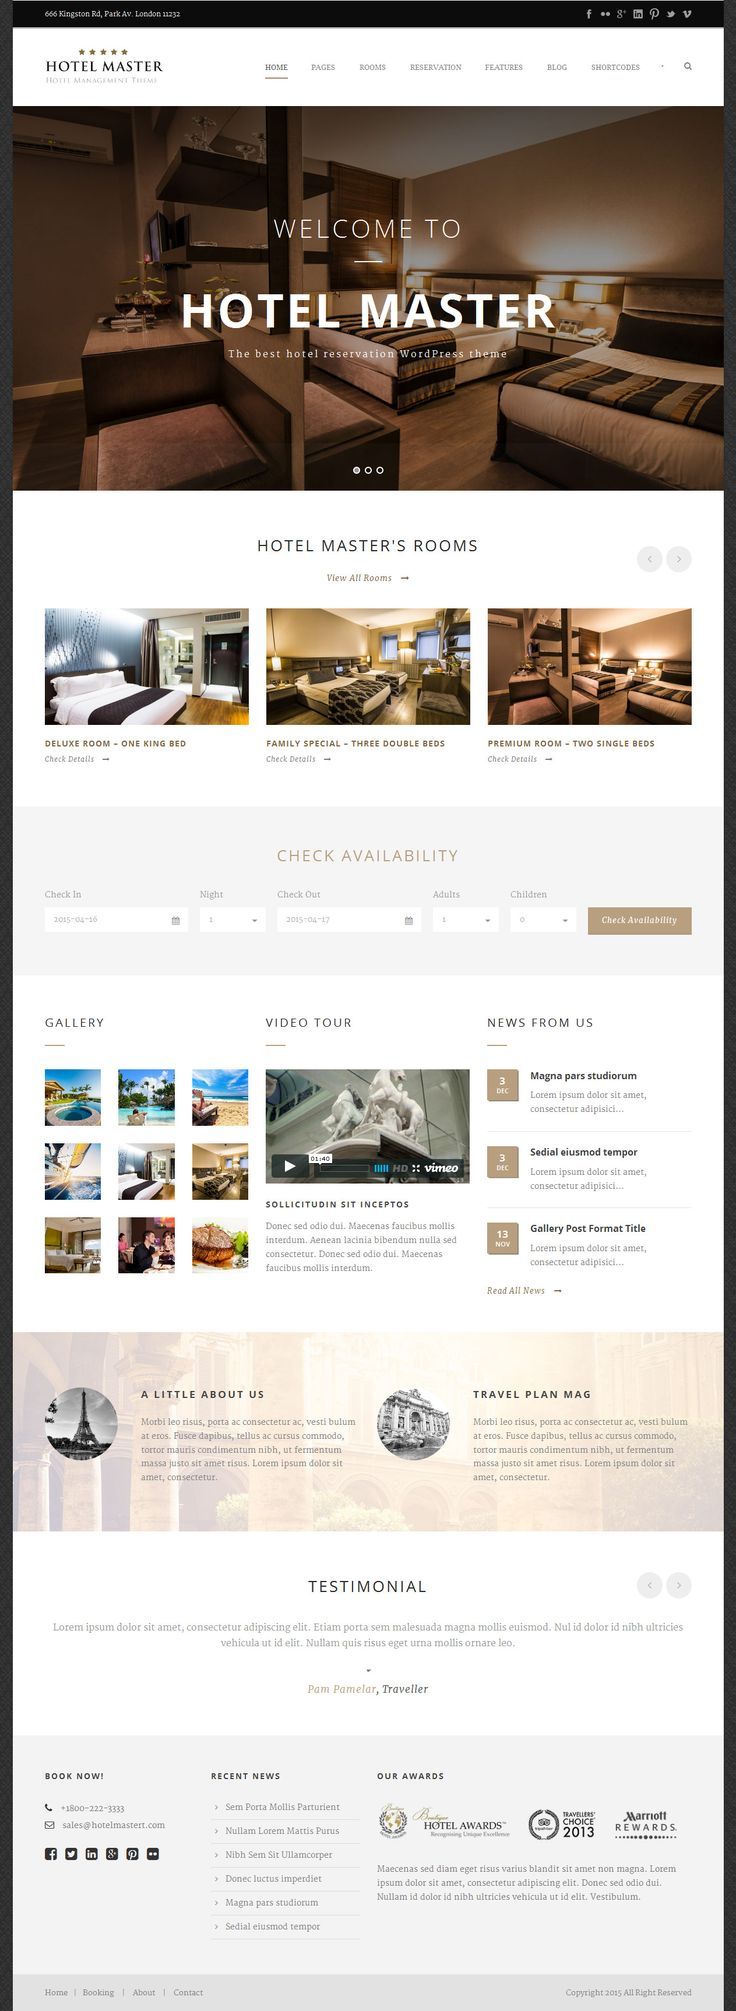 666 Kingston Rd, Park Av. London 11232
HOTEL MASTER
HOTEL MANAGEMENT THEME
HOME PAGES ROOMS RESERVATION FEATURES BLOG SHORTCODES
WELCOME TO
HOTEL MASTER
The best hotel reservation WordPress theme
HOTEL MASTER'S ROOMS
View All Rooms
DELUXE ROOM – ONE KING BED
Check Details
FAMILY SPECIAL – THREE DOUBLE BEDS
Check Details
PREMIUM ROOM – TWO SINGLE BEDS
Check Details
CHECK AVAILABILITY
Check In Night Check Out Adults Children
2015-04-16 1 2015-04-17 1 0 Check Availability
GALLERY
VIDEO TOUR
01:40
HD vimeo
SOLLICITUDIN SIT INCEPTOS
Donec sed odio dui. Maecenas faucibus mollis
interdum. Aenean lacinia bibendum nulla sed
consectetur. Donec sed odio dui. Maecenas
faucibus mollis interdum.
NEWS FROM US
3 DEC
Magna pars studiorum
Lorem ipsum dolor sit amet,
consectetur adipisici...
3 DEC
Sedial eiusmod tempor
Lorem ipsum dolor sit amet,
consectetur adipisici...
13 NOV
Gallery Post Format Title
Lorem ipsum dolor sit amet,
consectetur adipisici...
Read All News
A LITTLE ABOUT US
Morbi leo risus, porta ac consectetur ac, vesti bulum
at eros. Fusce dapibus, tellus ac cursus commodo,
tortor mauris condimentum nibh, ut fermentum
massa justo sit amet risus. Lorem ipsum dolor sit
amet, consectetur.
TRAVEL PLAN MAG
Morbi leo risus, porta ac consectetur ac, vesti bulum
at eros. Fusce dapibus, tellus ac cursus commodo,
tortor mauris condimentum nibh, ut fermentum
massa justo sit amet risus. Lorem ipsum dolor sit
amet, consectetur.
TESTIMONIAL
Lorem ipsum dolor sit amet, consectetur adipiscing elit. Etiam porta sem malesuada magna mollis euismod. Nul id dolor id nibh ultricies
vehicula ut id elit. Nullam quis risus eget urna mollis ornare leo.
Pam Pamelar, Traveller
BOOK NOW!
+1800-222-3333
sales@hotelmastert.com
RECENT NEWS
Sem Porta Mollis Parturient
Nullam Lorem Mattis Purus
Nibh Sem Sit Ullamcorper
Donec luctus imperdiet
Magna pars studiorum
Sedial eiusmod tempor
OUR AWARDS
Boutique
HOTEL AWARDS™
Recognising Unique Excellence
TRAVELLERS'
CHOICE
2013
Marriott
REWARDS.
Maecenas sed diam eget risus varius blandit sit amet non magna. Lorem
ipsum dolor sit amet, consectetur adipiscing elit. Donec sed odio dui.
Nullam id dolor id nibh ultricies vehicula ut id elit. Vestibulum.
Home | Booking | About | Contact
Copyright 2015 All Right Reserved